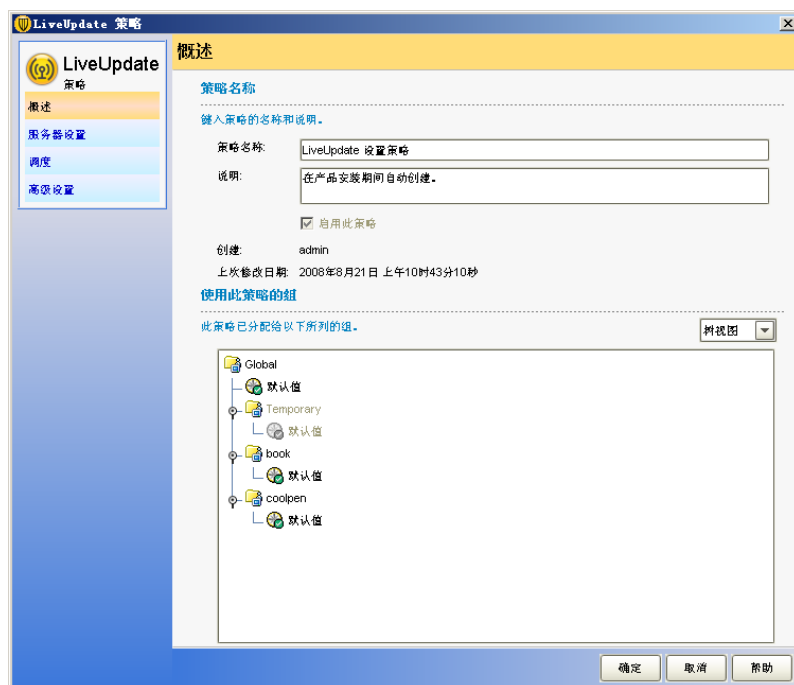 LiveUpdate 策略
LiveUpdate
策略
概述
服务器设置
调度
高级设置
概述
策略名称
键入策略的名称和说明。
策略名称: LiveUpdate 设置策略
说明: 在产品安装期间自动创建。
启用此策略
创建: admin
上次修改日期: 2008年8月21日 上午10时43分10秒
使用此策略的组
此策略已分配给以下所列的组。
树视图
Global
默认值
Temporary
默认值
book
默认值
coolpen
默认值
确定 取消 帮助